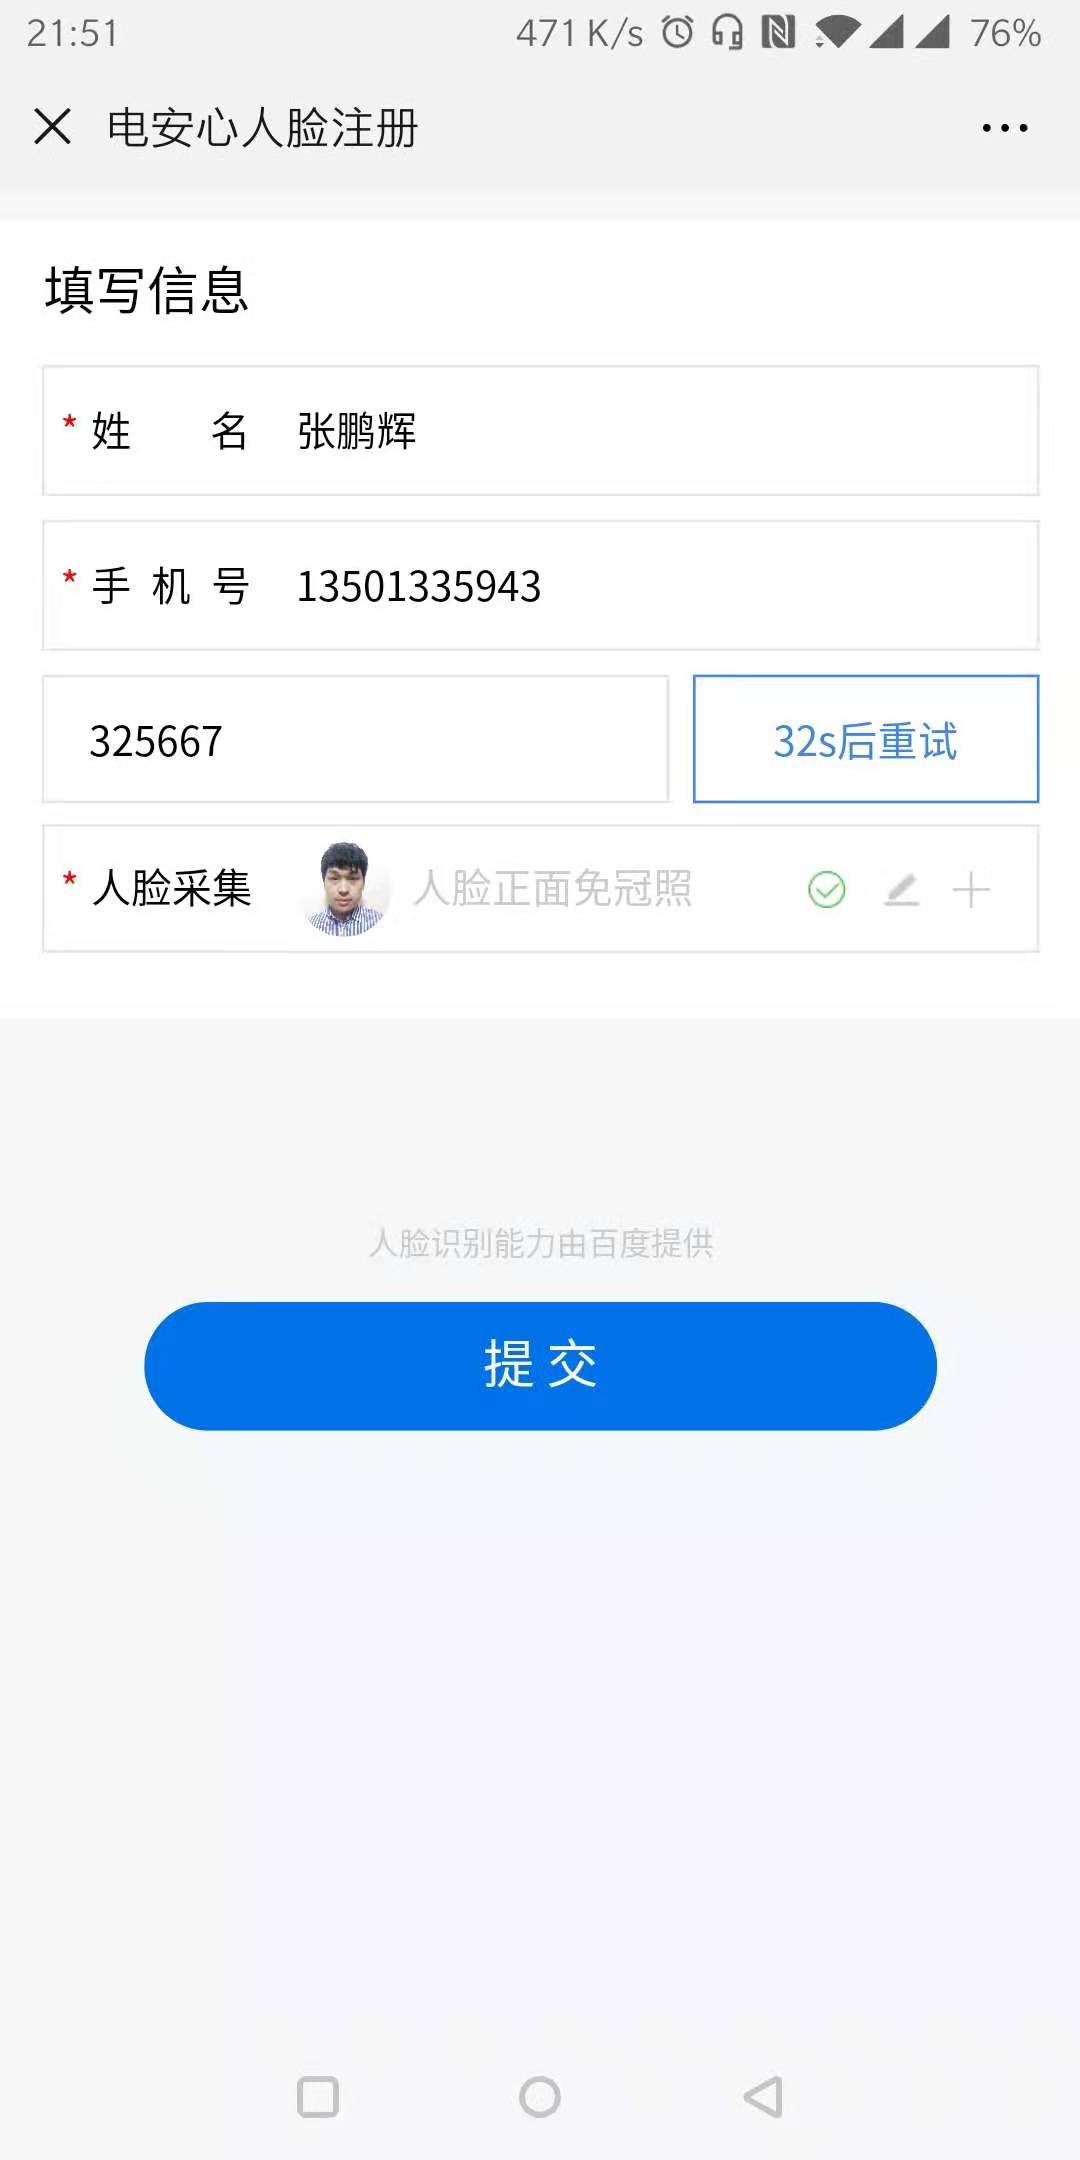 21:51 471 K/s 76%
电安心人脸注册
填写信息
* 姓 名 张鹏辉
* 手 机 号 13501335943
325667 32s后重试
* 人脸采集 人脸正面免冠照
人脸识别能力由百度提供
提 交